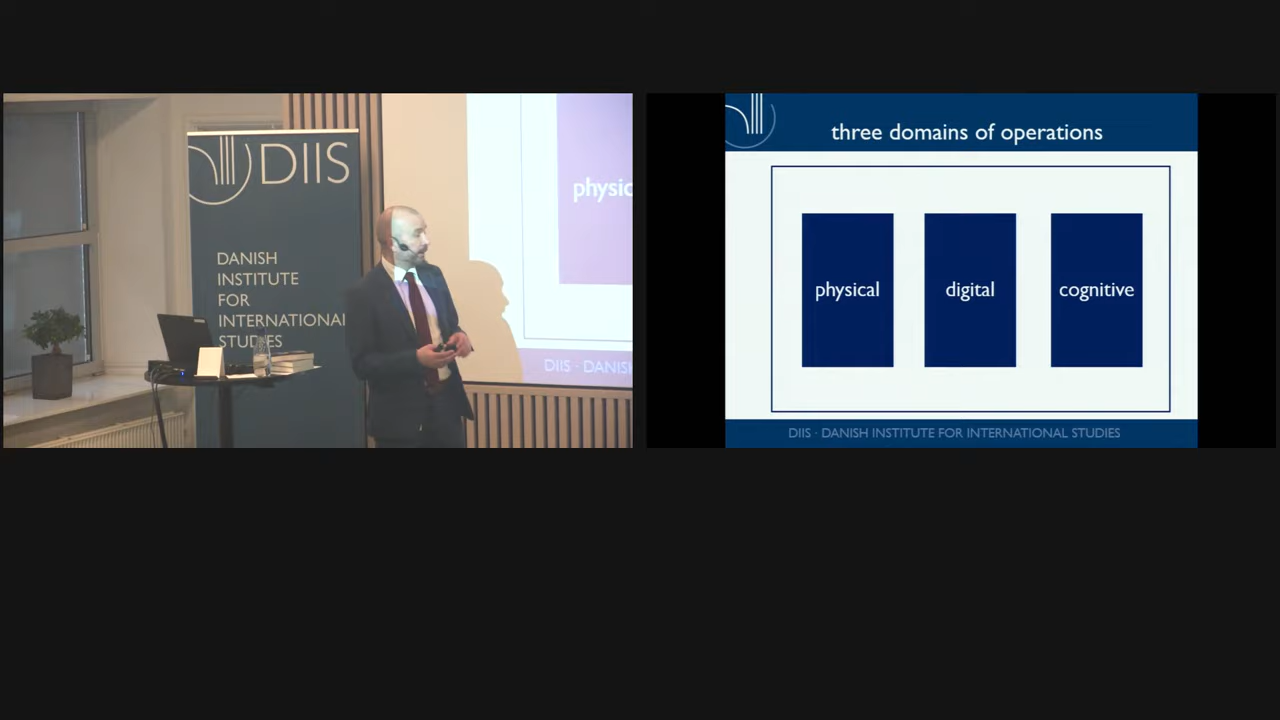 DIIS
DANISH
INSTITUTE
FOR
INTERNATIONAL
STUDIES
physic
DIIS · DANIS
three domains of operations
physical
digital
cognitive
DIIS · DANISH INSTITUTE FOR INTERNATIONAL STUDIES